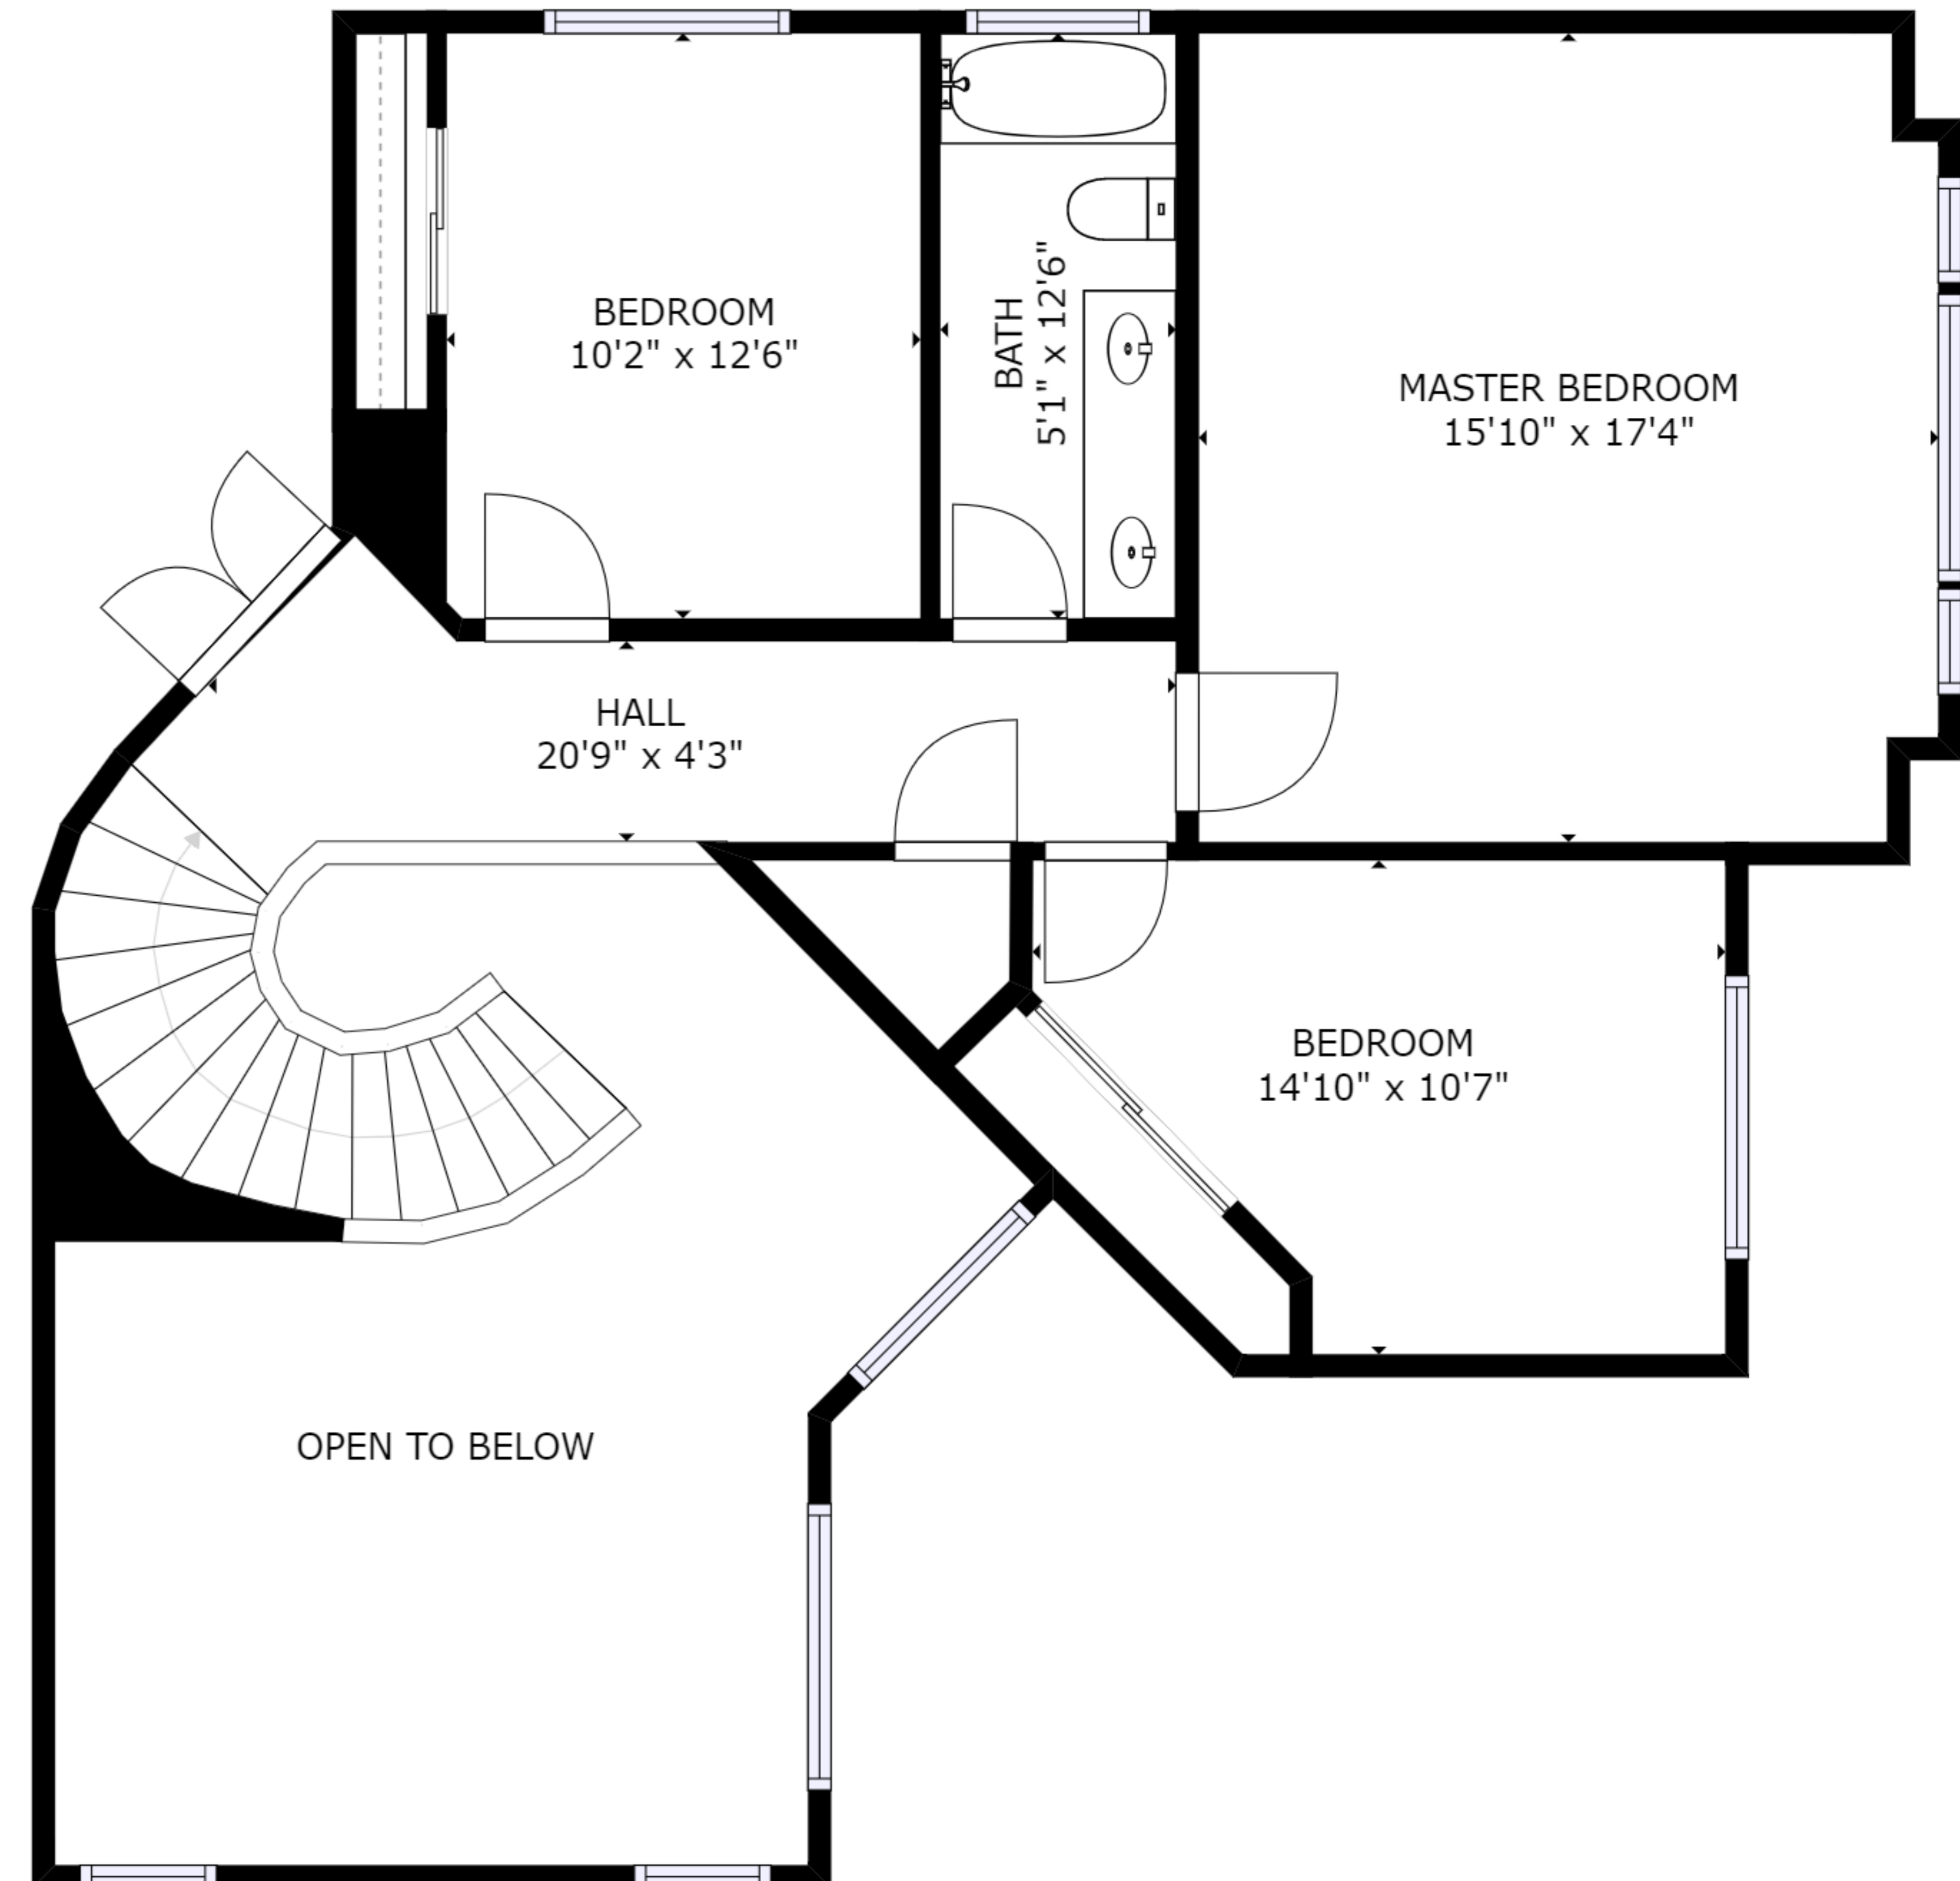 BEDROOM
10'2" x 12'6"
BATH
5'1" x 12'6"
MASTER BEDROOM
15'10" x 17'4"
HALL
20'9" x 4'3"
BEDROOM
14'10" x 10'7"
OPEN TO BELOW